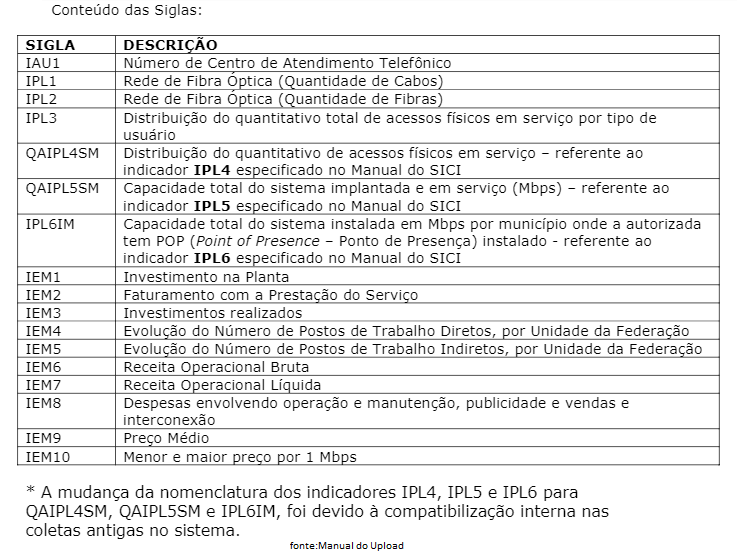 Conteúdo das Siglas:
SIGLA DESCRIÇÃO
IAU1 Número de Centro de Atendimento Telefônico
IPL1 Rede de Fibra Óptica (Quantidade de Cabos)
IPL2 Rede de Fibra Óptica (Quantidade de Fibras)
IPL3 Distribuição do quantitativo total de acessos físicos em serviço por tipo de
usuário
QAIPL4SM Distribuição do quantitativo de acessos físicos em serviço – referente ao
indicador IPL4 especificado no Manual do SICI
QAIPL5SM Capacidade total do sistema implantada e em serviço (Mbps) – referente ao
indicador IPL5 especificado no Manual do SICI
IPL6IM Capacidade total do sistema instalada em Mbps por município onde a autorizada
tem POP (Point of Presence – Ponto de Presença) instalado - referente ao
indicador IPL6 especificado no Manual do SICI
IEM1 Investimento na Planta
IEM2 Faturamento com a Prestação do Serviço
IEM3 Investimentos realizados
IEM4 Evolução do Número de Postos de Trabalho Diretos, por Unidade da Federação
IEM5 Evolução do Número de Postos de Trabalho Indiretos, por Unidade da Federação
IEM6 Receita Operacional Bruta
IEM7 Receita Operacional Líquida
IEM8 Despesas envolvendo operação e manutenção, publicidade e vendas e
interconexão
IEM9 Preço Médio
IEM10 Menor e maior preço por 1 Mbps
* A mudança da nomenclatura dos indicadores IPL4, IPL5 e IPL6 para
QAIPL4SM, QAIPL5SM e IPL6IM, foi devido à compatibilização interna nas
coletas antigas no sistema.
fonte:Manual do Upload